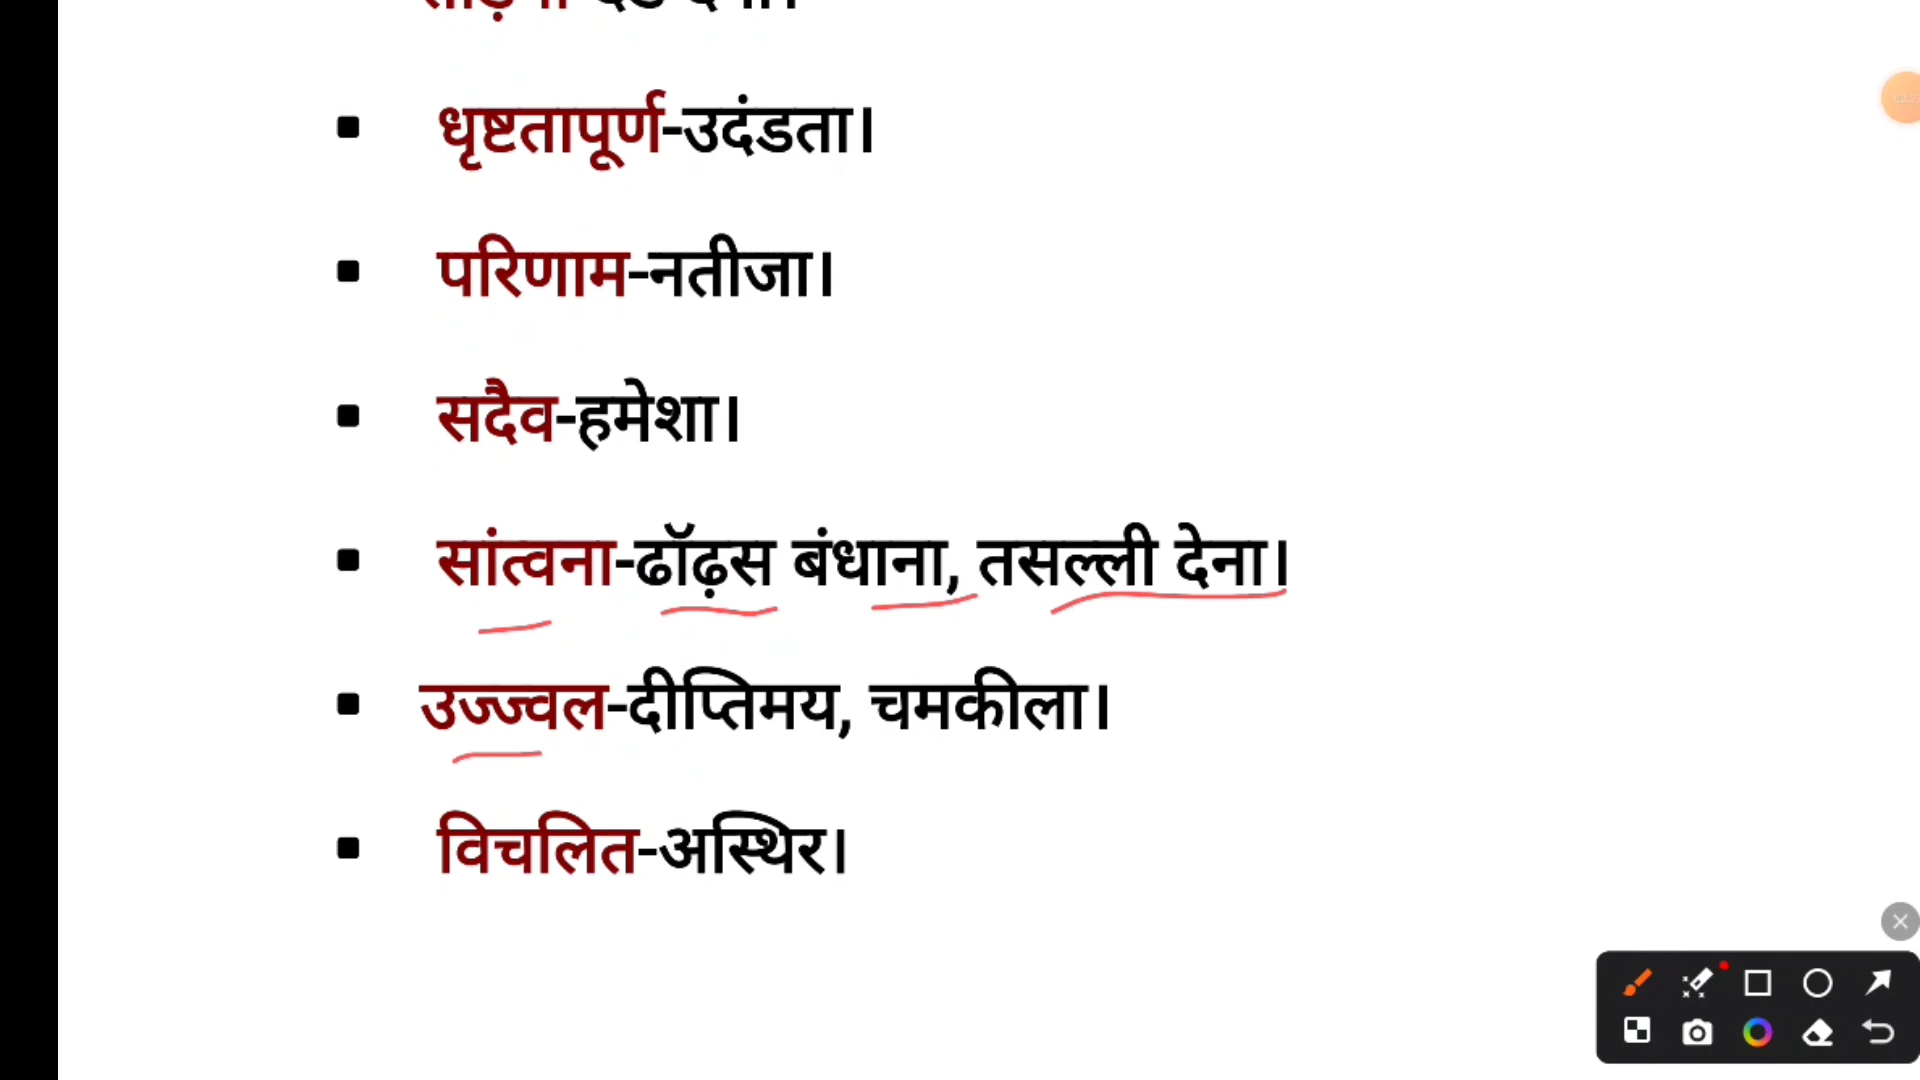 धृष्टतापूर्ण-उदंडता।
परिणाम-नतीजा।
सदैव-हमेशा।
सांत्वना-ढॉढ़स बंधाना, तसल्ली देना।
उज्ज्वल-दीप्तिमय, चमकीला।
विचलित-अस्थिर।